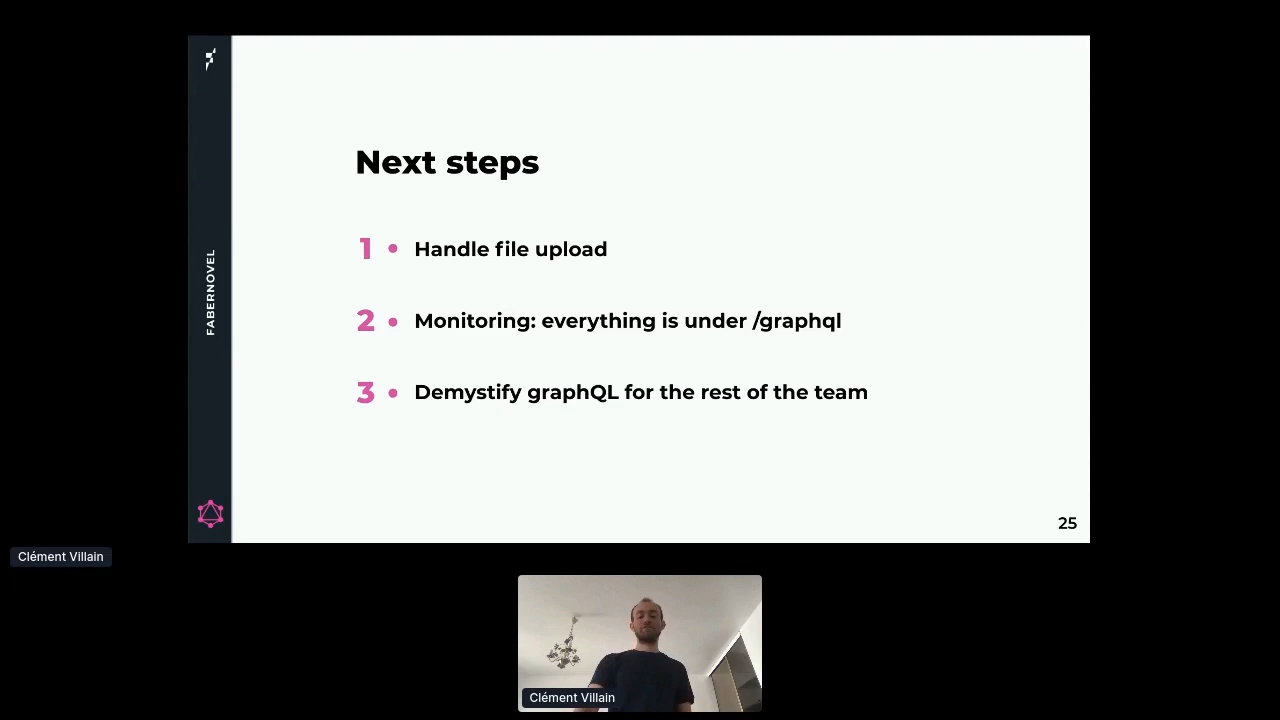 FABERNOVEL
Next steps
1 • Handle file upload
2 • Monitoring: everything is under /graphql
3 • Demystify graphQL for the rest of the team
25
Clément Villain
Clément Villain